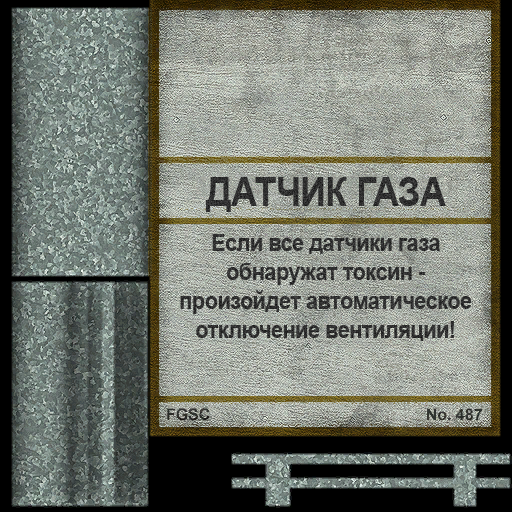 ДАТЧИК ГАЗА
Если все датчики газа
обнаружат токсин -
произойдет автоматическое
отключение вентиляции!
FGSC No. 487